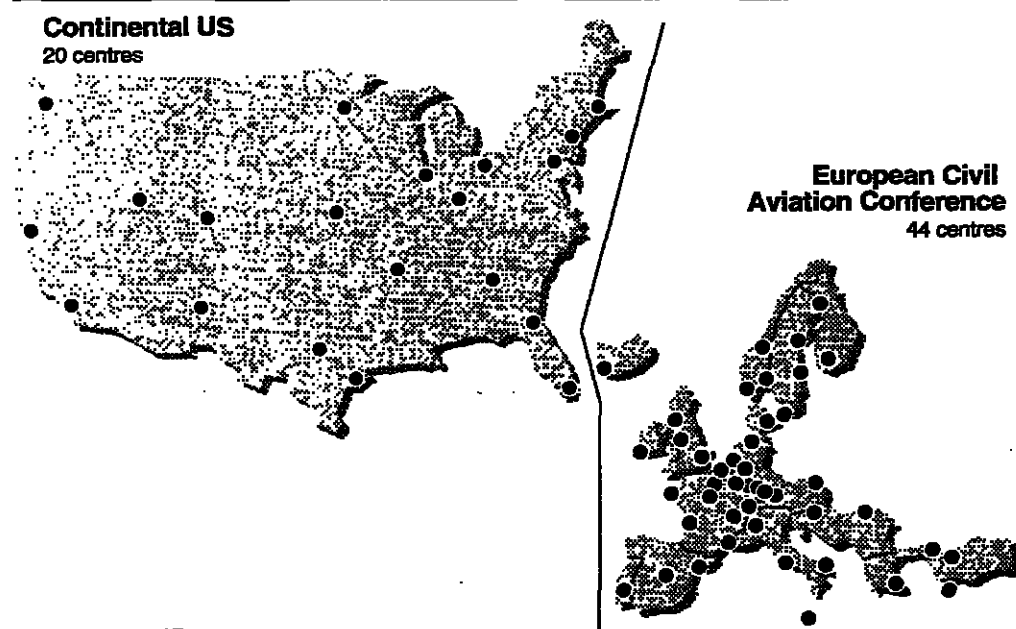 Continental US
20 centres
European Civil
Aviation Conference
44 centres